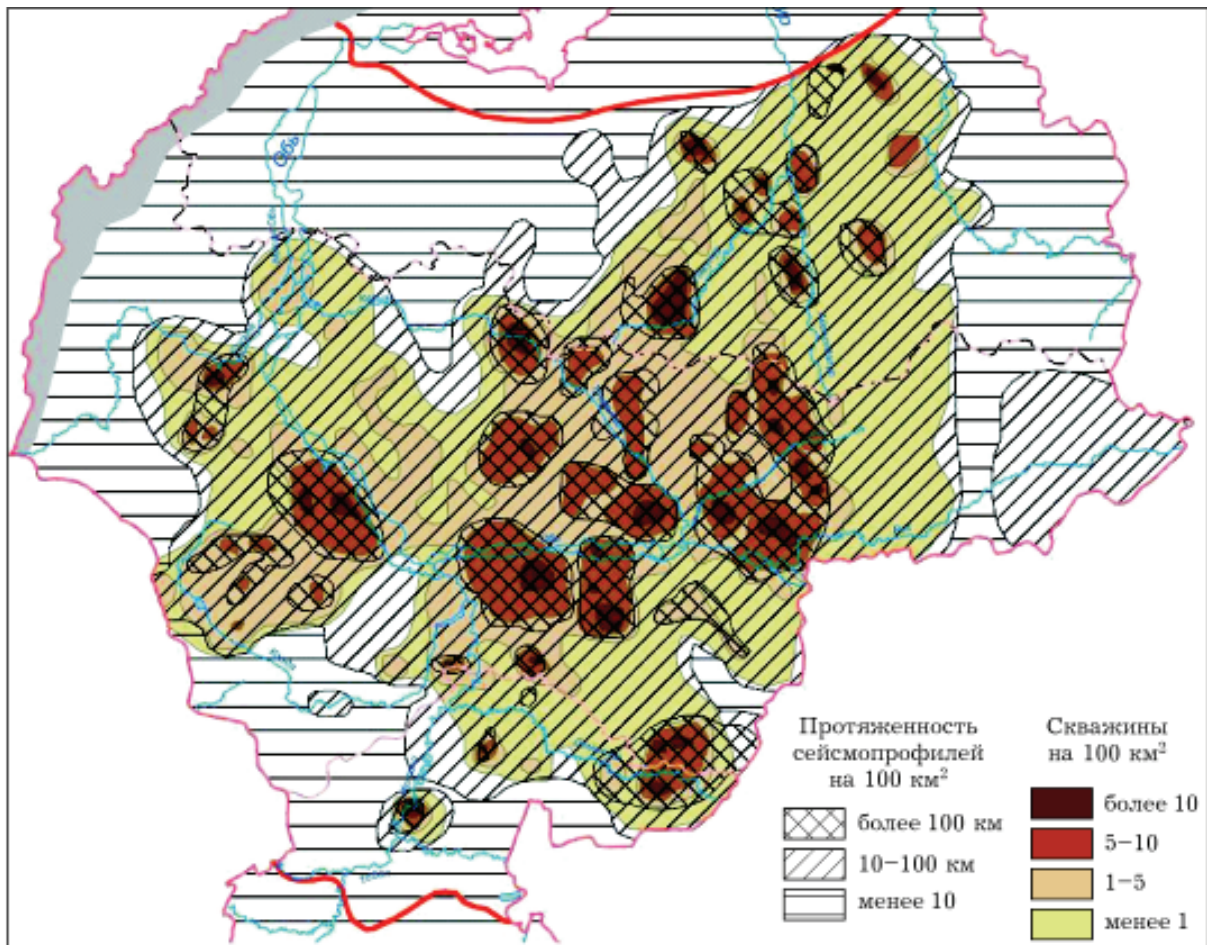 Обь
Протяженность
сейсмопрофилей
на 100 км²
более 100 км
10–100 км
менее 10
Скважины
на 100 км²
более 10
5–10
1–5
менее 1